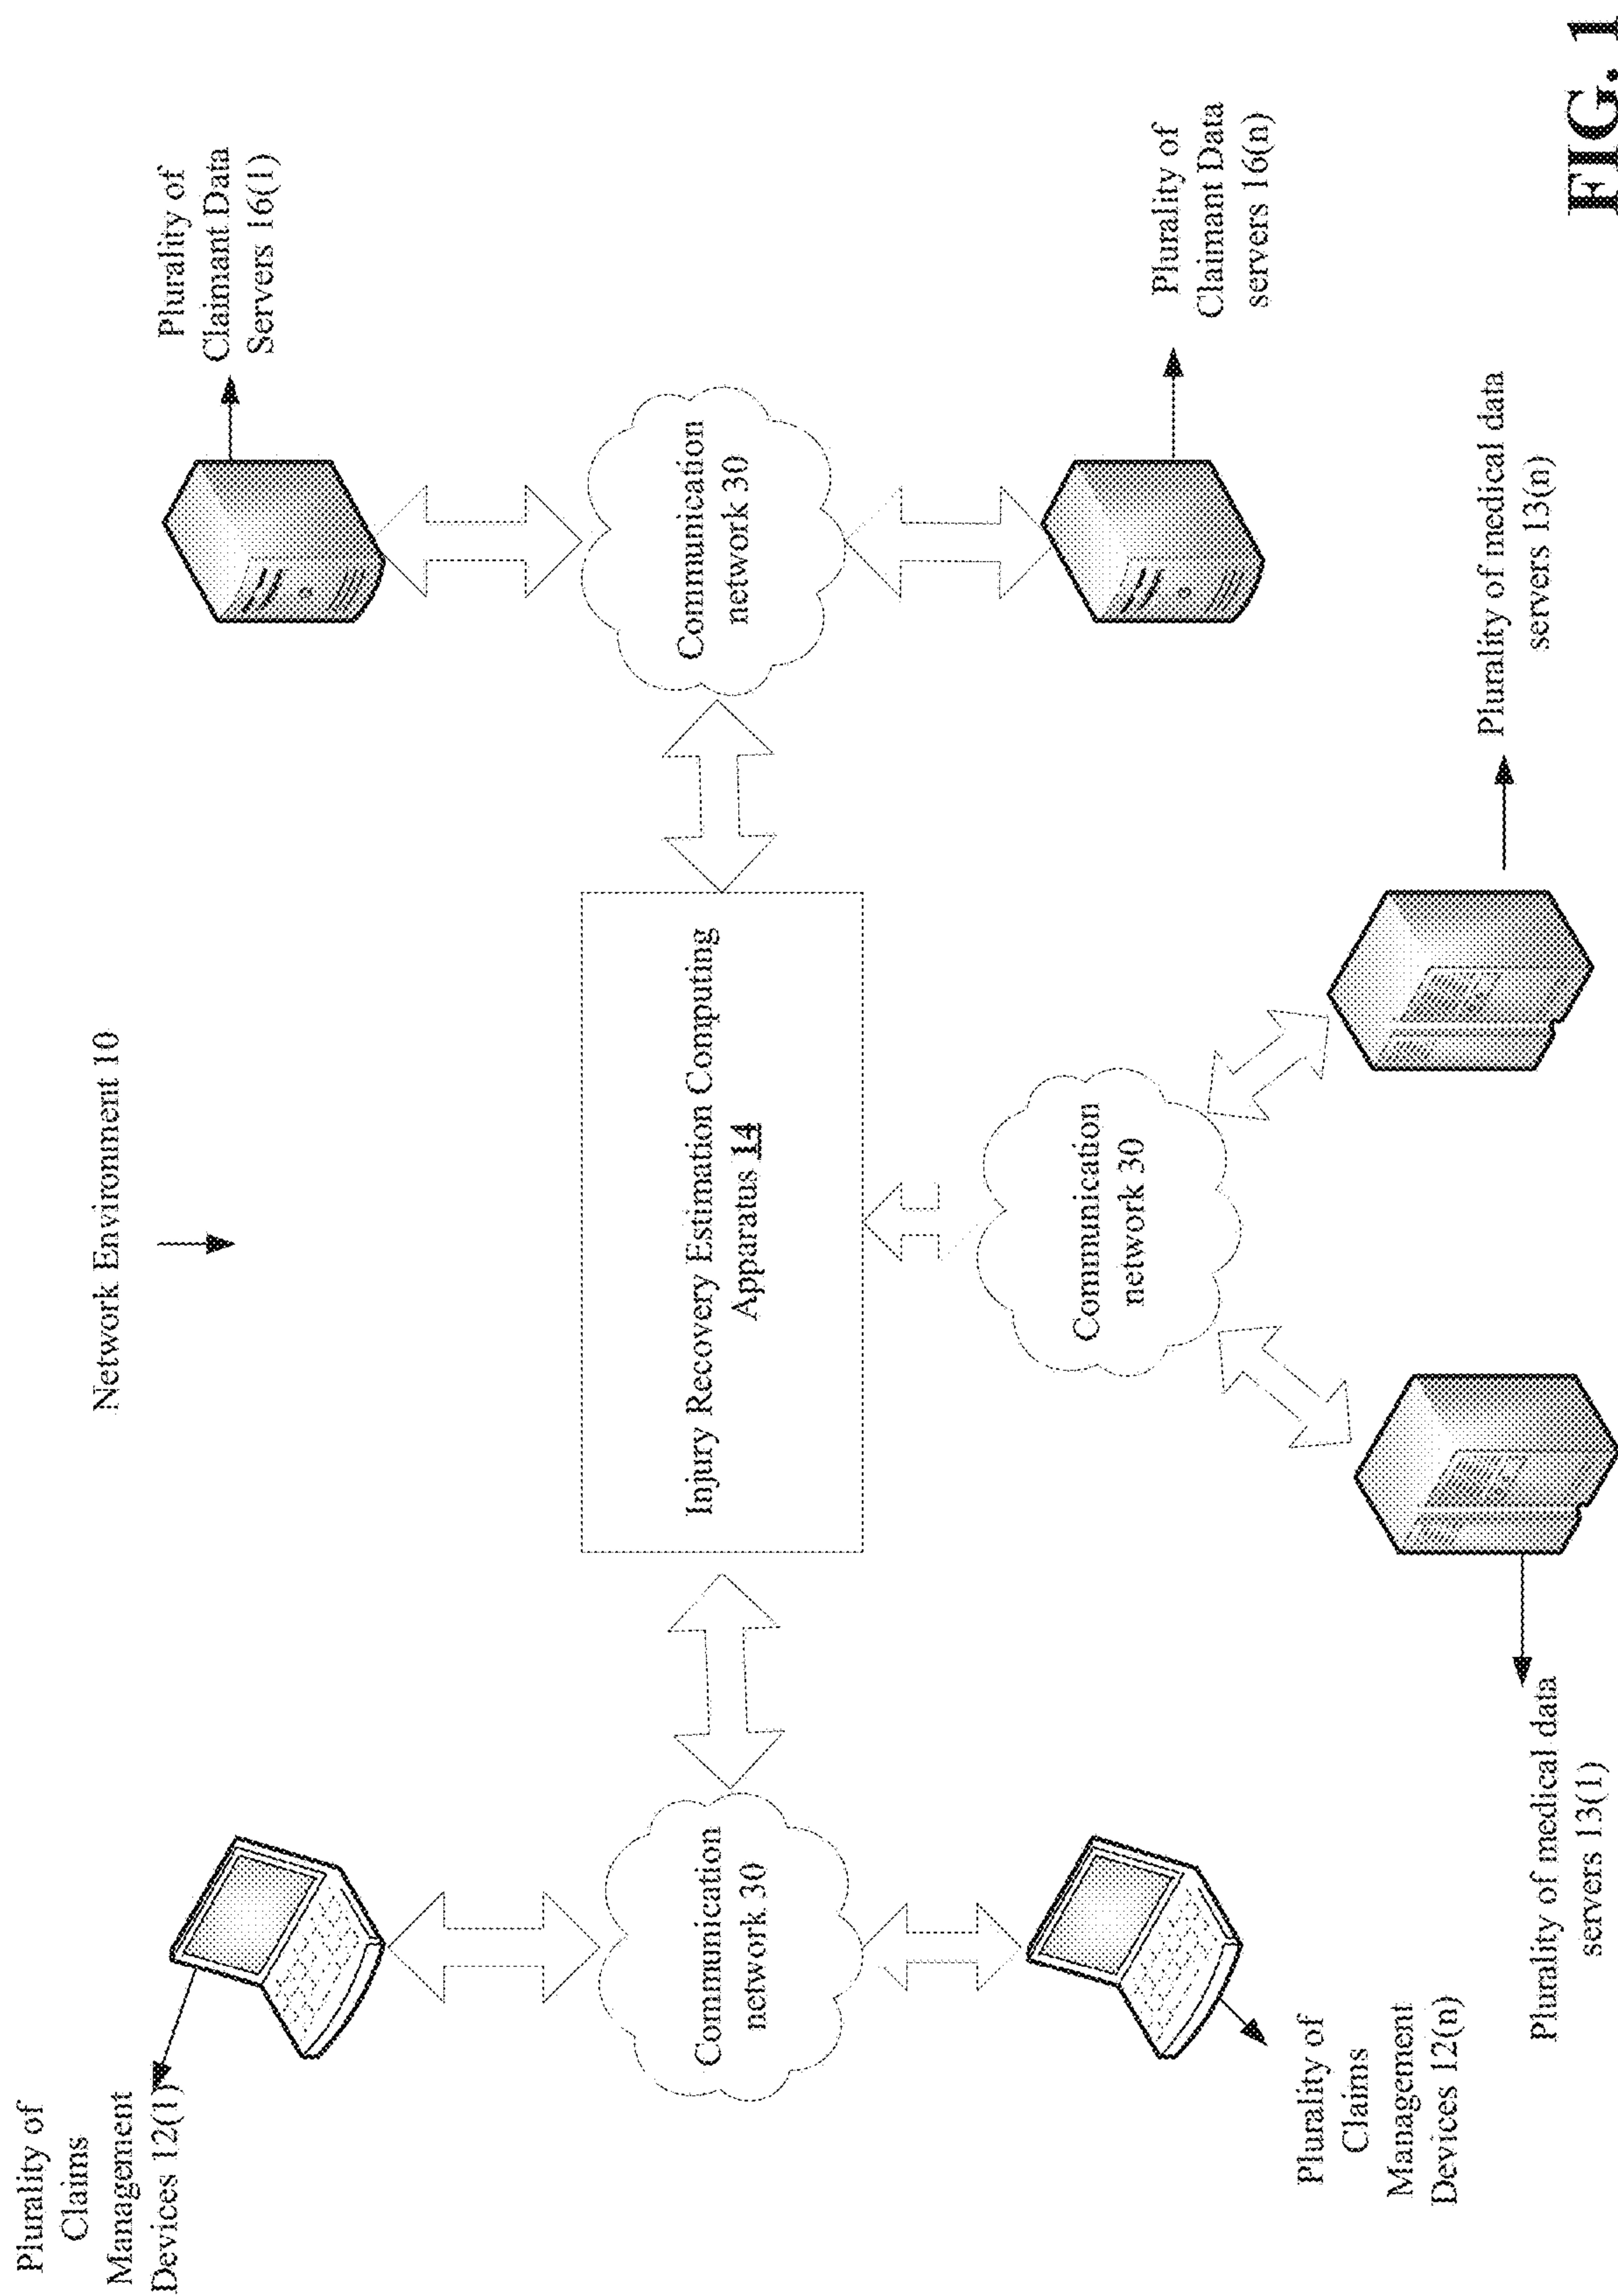 Network Environment 10
Plurality of
Claims
Management
Devices 12(1)
Plurality of
Claimant Data
Servers 16(1)
Communication
network 30
Injury Recovery Estimation Computing
Apparatus 14
Communication
network 30
Communication
network 30
Plurality of
Claims
Management
Devices 12(n)
Plurality of
Claimant Data
servers 16(n)
Plurality of medical data
servers 13(1)
Plurality of medical data
servers 13(n)
FIG. 1